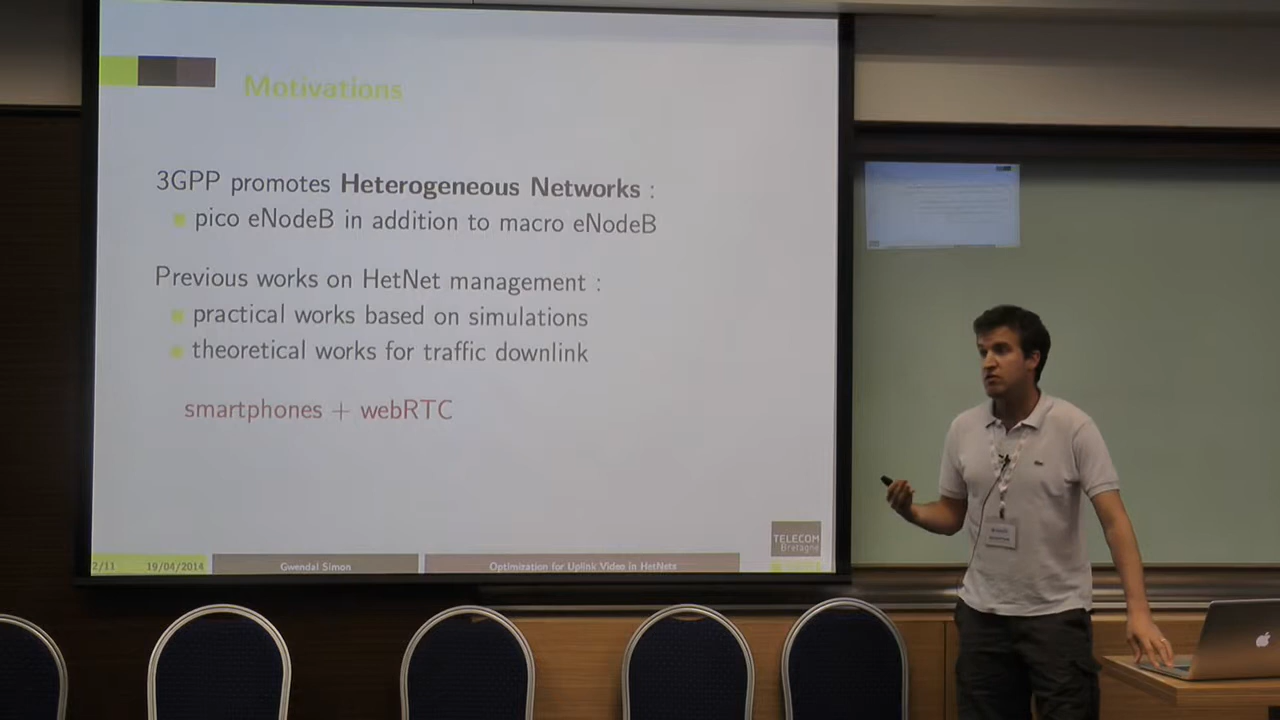 Motivations
3GPP promotes Heterogeneous Networks :
pico eNodeB in addition to macro eNodeB
Previous works on HetNet management :
practical works based on simulations
theoretical works for traffic downlink
smartphones + webRTC
TELECOM
Bretagne
2/11 19/04/2014 Gwendal Simon Optimization for Uplink Video in HetNets